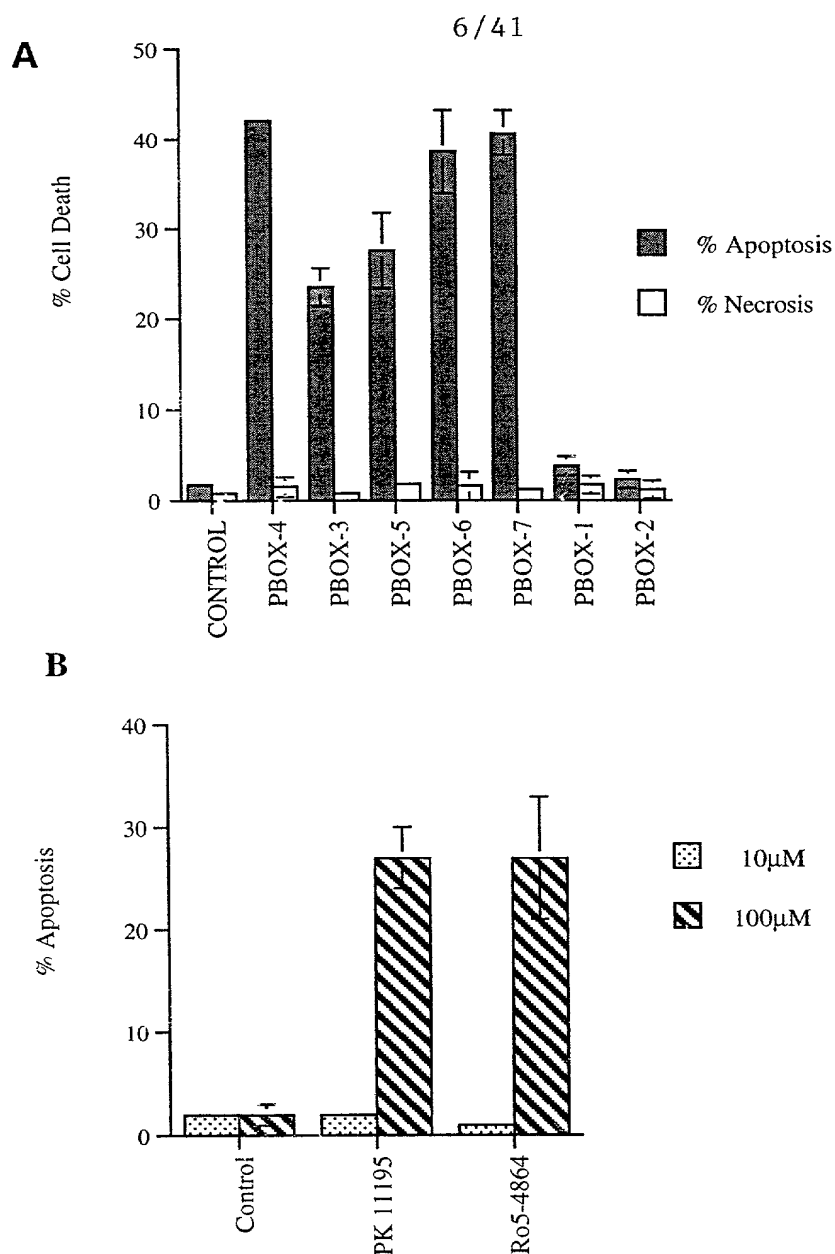 6/41
A
50
40
30
20
10
0
% Cell Death
% Apoptosis
% Necrosis
CONTROL
PBOX-4
PBOX-3
PBOX-5
PBOX-6
PBOX-7
PBOX-1
PBOX-2
B
40
30
20
10
0
% Apoptosis
10µM
100µM
Control
PK 11195
Ro5-4864